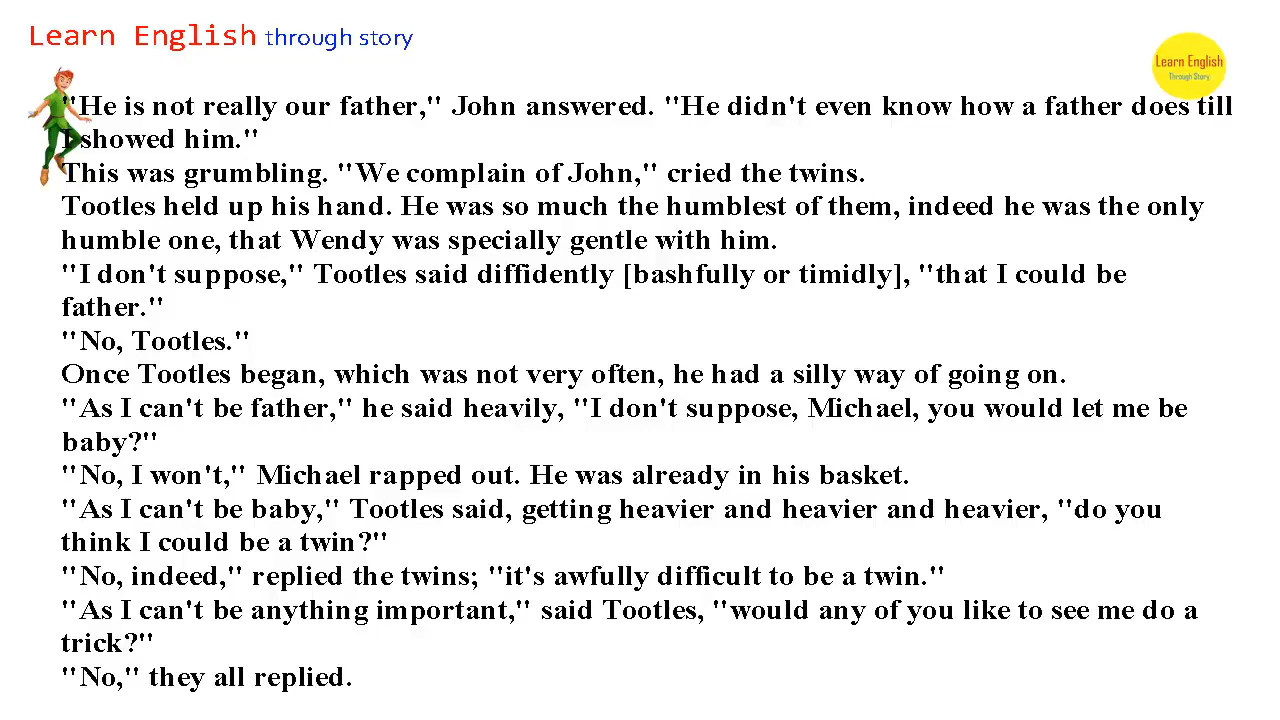 Learn English through story
Learn English
Through Story
"He is not really our father," John answered. "He didn't even know how a father does till
I showed him."
This was grumbling. "We complain of John," cried the twins.
Tootles held up his hand. He was so much the humblest of them, indeed he was the only
humble one, that Wendy was specially gentle with him.
"I don't suppose," Tootles said diffidently [bashfully or timidly], "that I could be
father."
"No, Tootles."
Once Tootles began, which was not very often, he had a silly way of going on.
"As I can't be father," he said heavily, "I don't suppose, Michael, you would let me be
baby?"
"No, I won't," Michael rapped out. He was already in his basket.
"As I can't be baby," Tootles said, getting heavier and heavier and heavier, "do you
think I could be a twin?"
"No, indeed," replied the twins; "it's awfully difficult to be a twin."
"As I can't be anything important," said Tootles, "would any of you like to see me do a
trick?"
"No," they all replied.